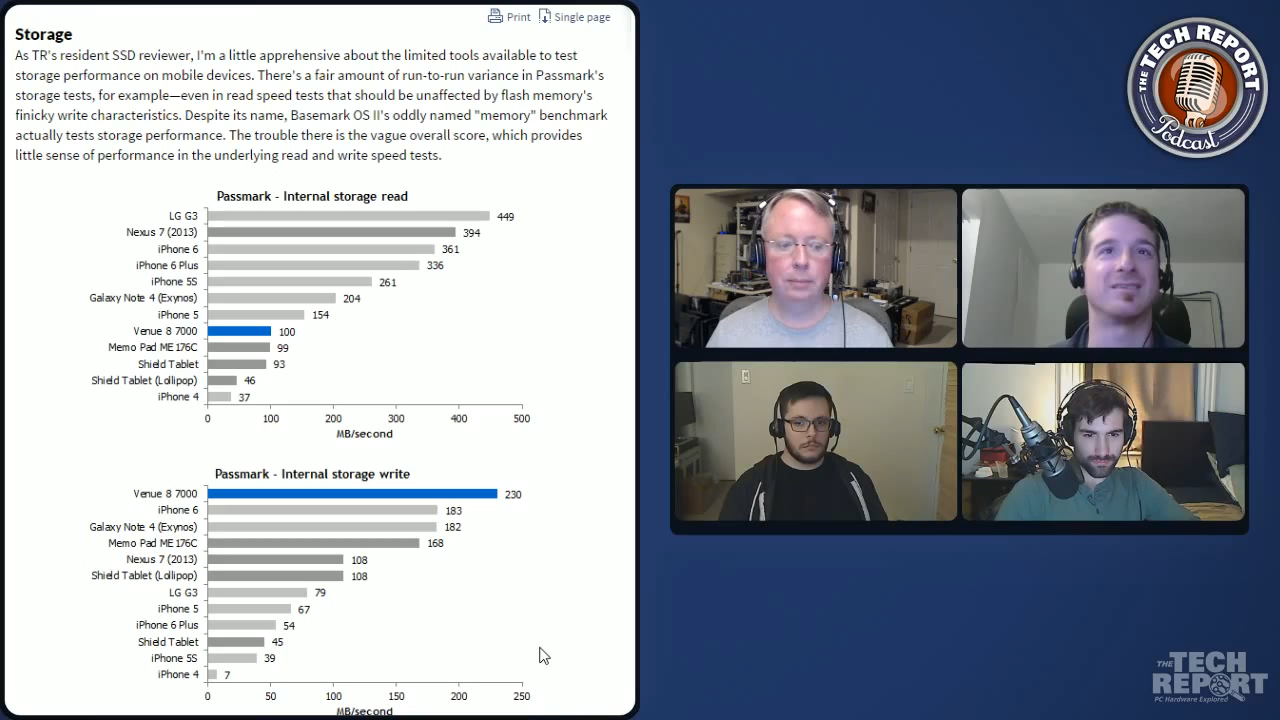 Print
Single page
Storage
As TR's resident SSD reviewer, I'm a little apprehensive about the limited tools available to test
storage performance on mobile devices. There's a fair amount of run-to-run variance in Passmark's
storage tests, for example—even in read speed tests that should be unaffected by flash memory's
finicky write characteristics. Despite its name, Basemark OS II's oddly named "memory" benchmark
actually tests storage performance. The trouble there is the vague overall score, which provides
little sense of performance in the underlying read and write speed tests.
Passmark - Internal storage read
LG G3 449
Nexus 7 (2013) 394
iPhone 6 361
iPhone 6 Plus 336
iPhone 5S 261
Galaxy Note 4 (Exynos) 204
iPhone 5 154
Venue 8 7000 100
Memo Pad ME176C 99
Shield Tablet 93
Shield Tablet (Lollipop) 46
iPhone 4 37
0 100 200 300 400 500
MB/second
Passmark - Internal storage write
Venue 8 7000 230
iPhone 6 183
Galaxy Note 4 (Exynos) 182
Memo Pad ME176C 168
Nexus 7 (2013) 108
Shield Tablet (Lollipop) 108
LG G3 79
iPhone 5 67
iPhone 6 Plus 54
Shield Tablet 45
iPhone 5S 39
iPhone 4 7
0 50 100 150 200 250
MB/second
THE TECH REPORT
Podcast
THE TECH
REPORT
PC Hardware Explored